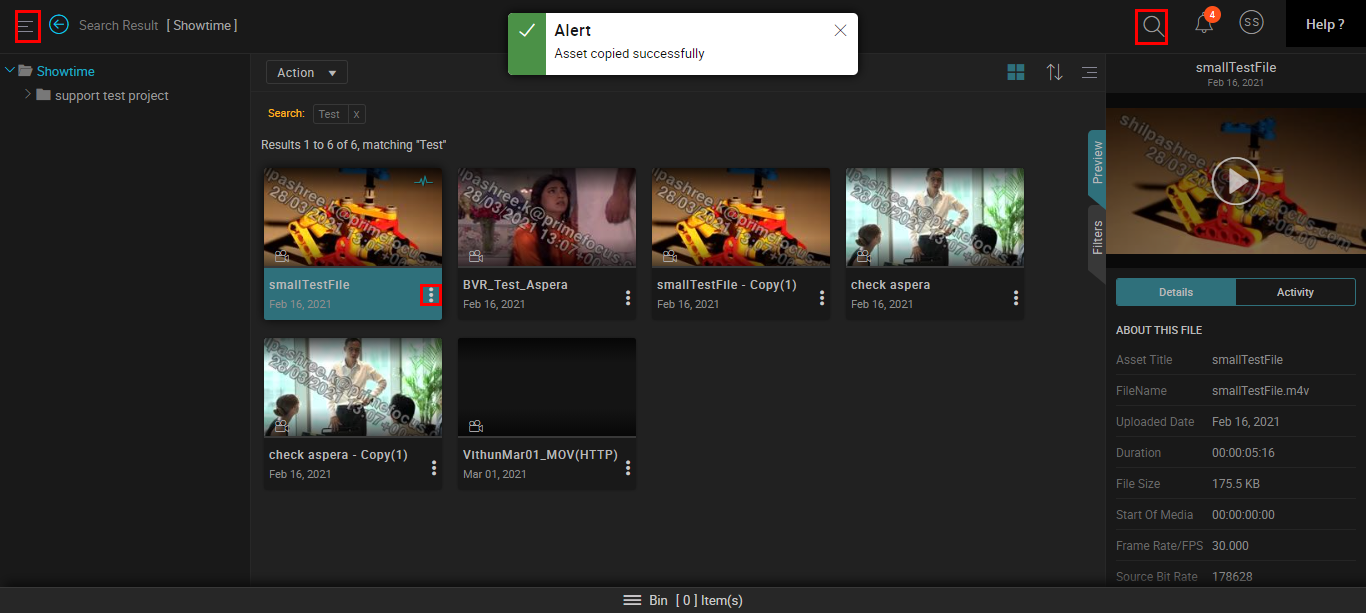 Search Result [ Showtime ]
Alert
Asset copied successfully
4
SS
Help ?
Showtime
support test project
Action
Search: Test x
Results 1 to 6 of 6, matching "Test"
smallTestFile
Feb 16, 2021
BVR_Test_Aspera
Feb 16, 2021
smallTestFile - Copy(1)
Feb 16, 2021
check aspera
Feb 16, 2021
check aspera - Copy(1)
Feb 16, 2021
VithunMar01_MOV(HTTP)
Mar 01, 2021
Preview
Filters
smallTestFile
Feb 16, 2021
Details
Activity
ABOUT THIS FILE
Asset Title smallTestFile
FileName smallTestFile.m4v
Uploaded Date Feb 16, 2021
Duration 00:00:05:16
File Size 175.5 KB
Start Of Media 00:00:00:00
Frame Rate/FPS 30.000
Source Bit Rate 178628
Bin [ 0 ] Item(s)